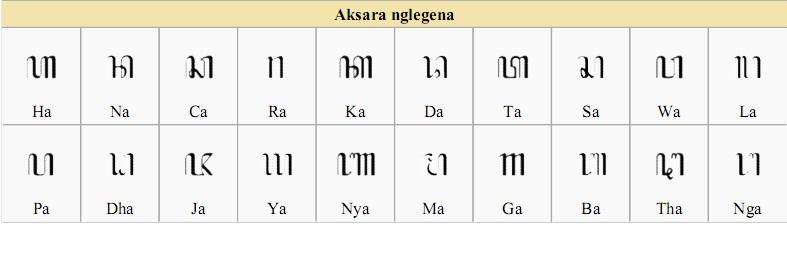 Aksara nglegena
ꦲ ꦤ ꦕ ꦫ ꦏ ꦢ ꦠ ꦱ ꦮ ꦭ
Ha Na Ca Ra Ka Da Ta Sa Wa La
ꦥ ꦝ ꦗ ꦪ ꦚ ꦩ ꦒ ꦧ ꦛ ꦔ
Pa Dha Ja Ya Nya Ma Ga Ba Tha Nga